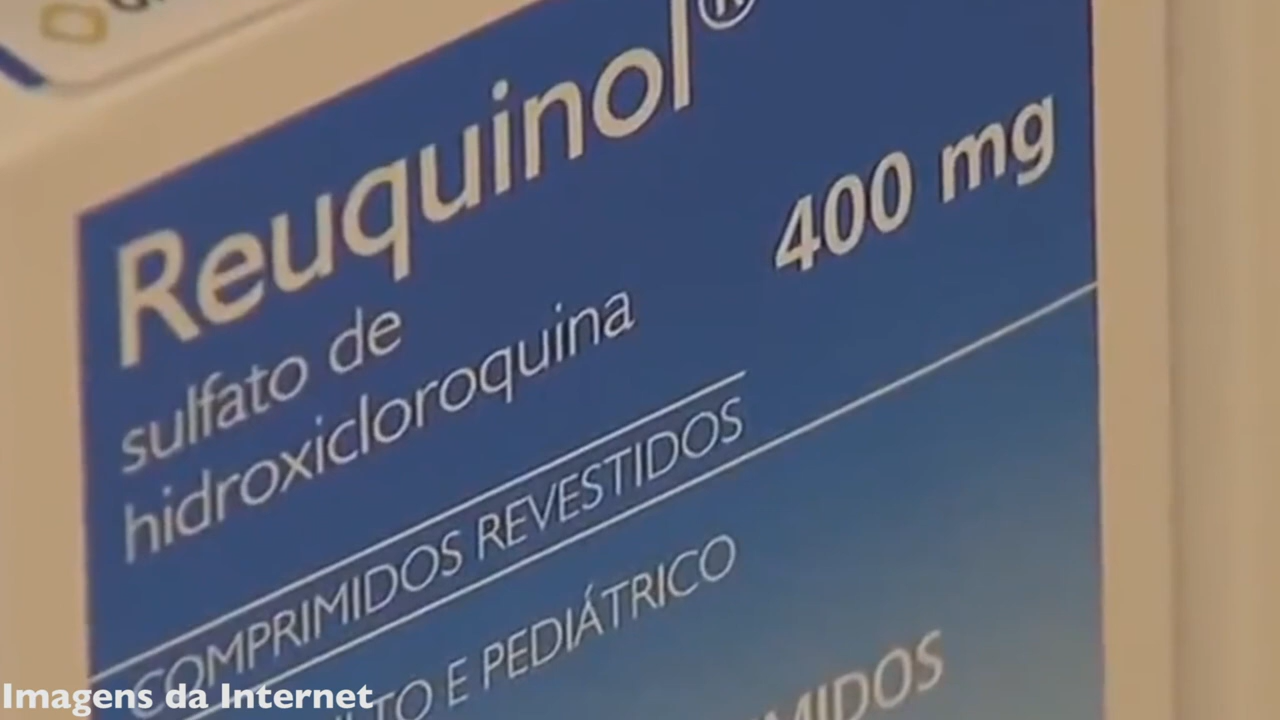 Reuquinol®
400 mg
sulfato de
hidroxicloroquina
COMPRIMIDOS REVESTIDOS
E PEDIÁTRICO
Imagens da Internet